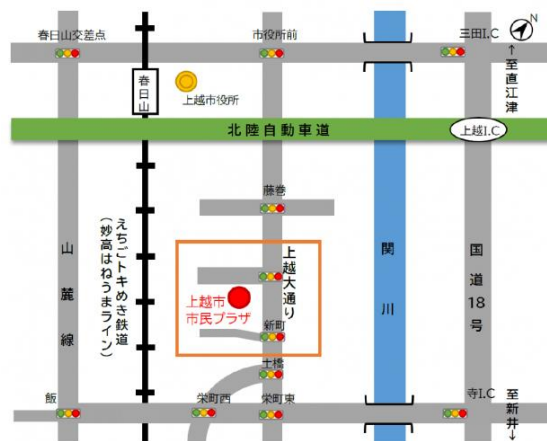 春日山交差点
市役所前
三田I.C
↑至直江津
春日山
上越市役所
北陸自動車道
上越I.C
藤巻
えちごトキめき鉄道
(妙高はねうまライン)
山麓線
上越大通り
関川
国道18号
上越市
市民プラザ
新町
土橋
飯
栄町西
栄町東
寺I.C
至新井↓